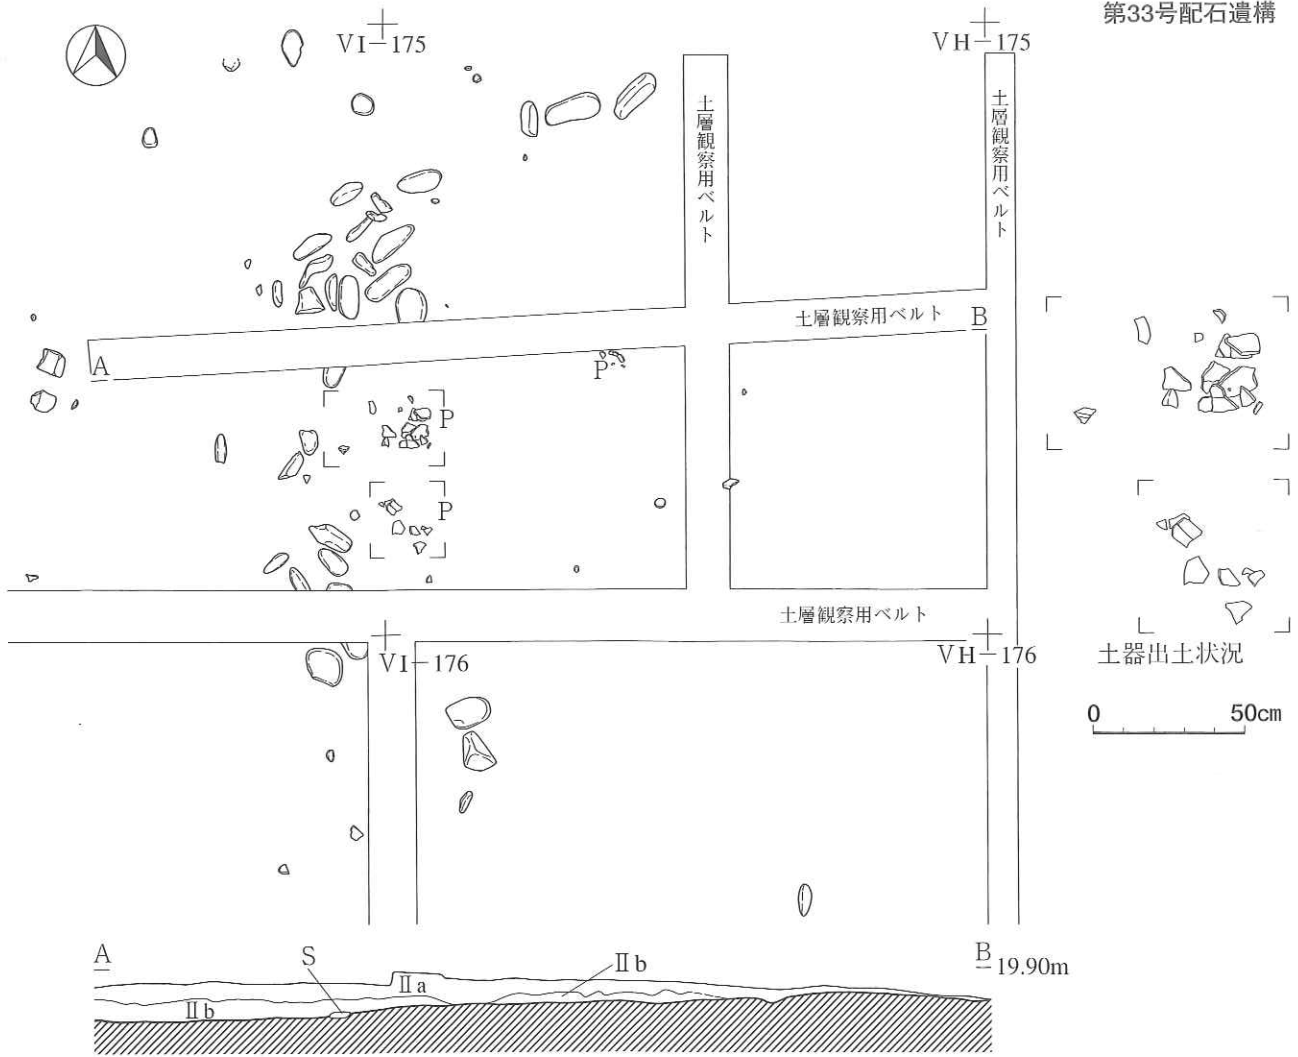 第33号配石遺構
VI－175
VH－175
土層観察用ベルト
土層観察用ベルト
土層観察用ベルト
A
B
P
P
P
土層観察用ベルト
VI－176
VH－176
土器出土状況
0 50cm
A
S
Ⅱa
Ⅱb
Ⅱb
B
19.90m